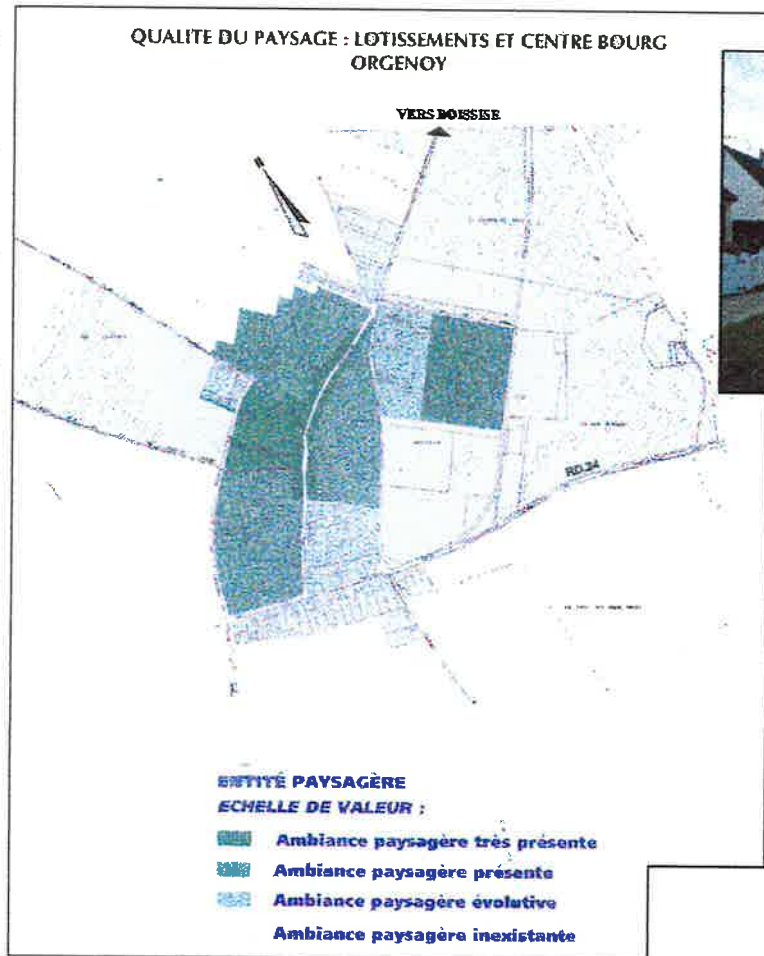 QUALITE DU PAYSAGE : LOTISSEMENTS ET CENTRE BOURG
ORGENOY
VERS BOISSISE
RD.24
ENTITÉ PAYSAGÈRE
ECHELLE DE VALEUR :
Ambiance paysagère très présente
Ambiance paysagère présente
Ambiance paysagère évolutive
Ambiance paysagère inexistante